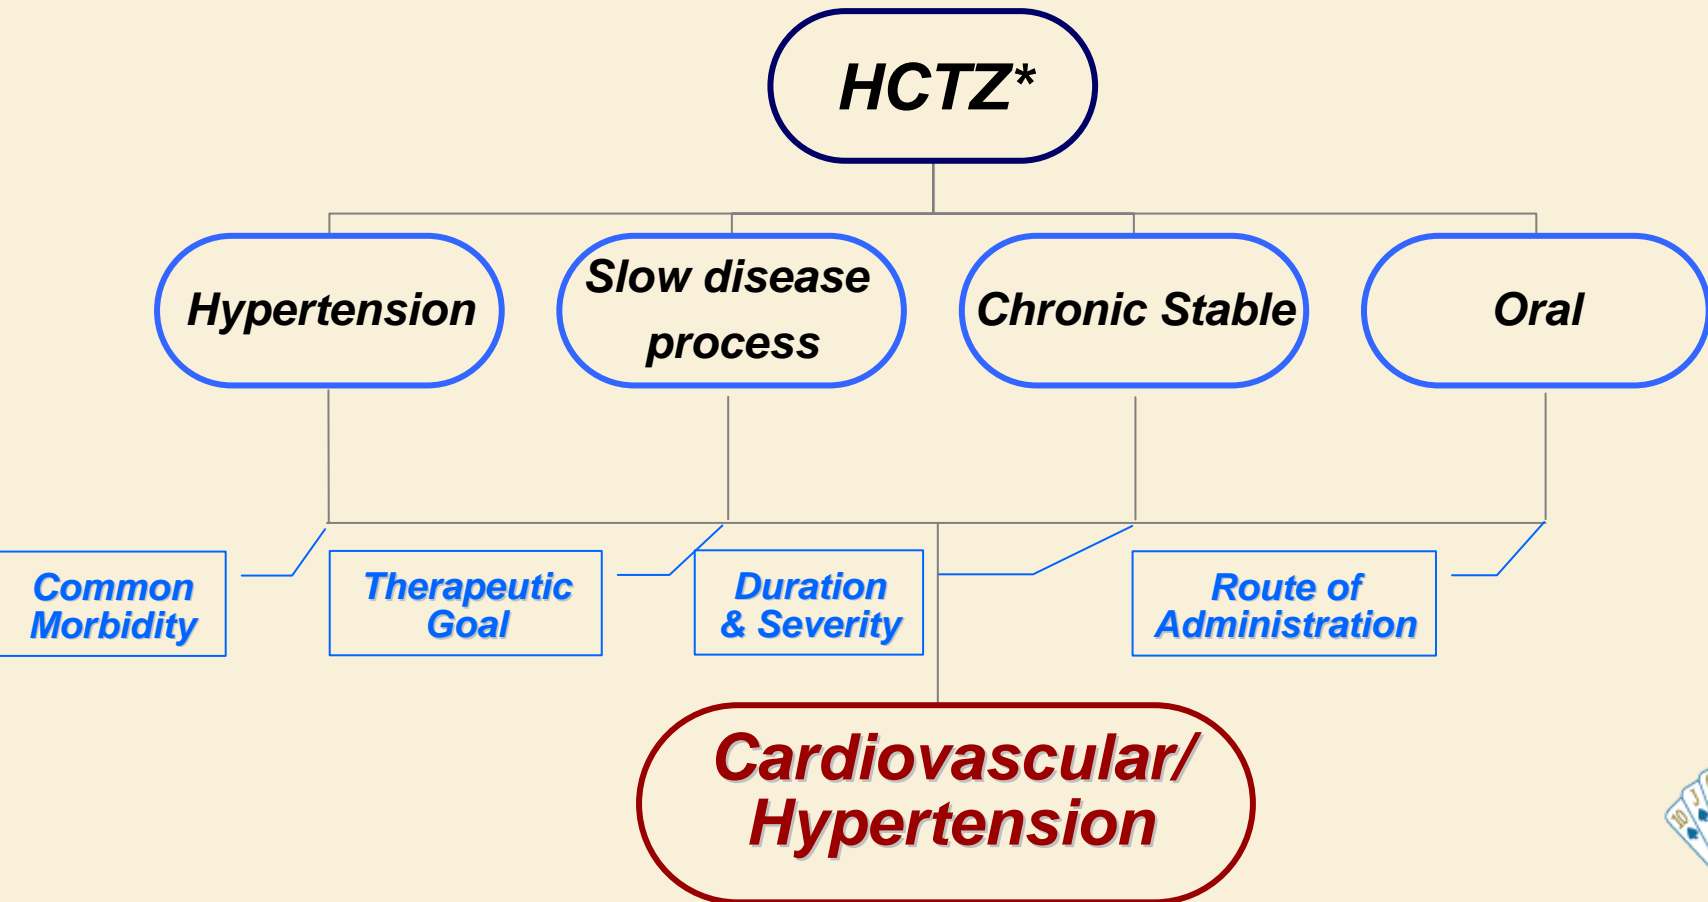 HCTZ*
Hypertension
Slow disease
process
Chronic Stable
Oral
Common
Morbidity
Therapeutic
Goal
Duration
& Severity
Route of
Administration
Cardiovascular/
Hypertension
10
J